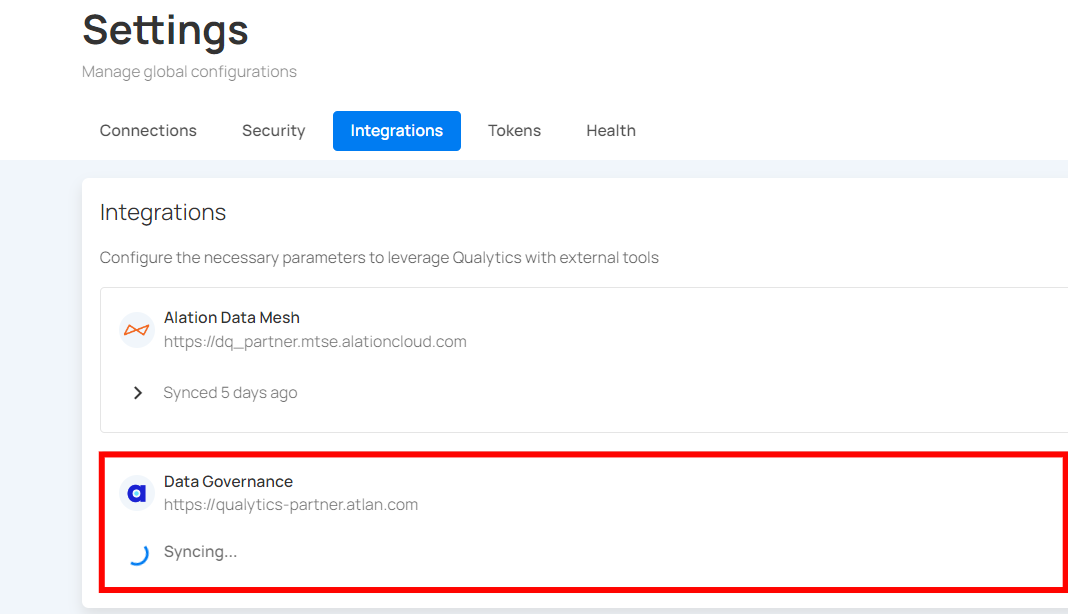 Settings
Manage global configurations
Connections Security Integrations Tokens Health
Integrations
Configure the necessary parameters to leverage Qualytics with external tools
Alation Data Mesh
https://dq_partner.mtse.alationcloud.com
Synced 5 days ago
Data Governance
https://qualytics-partner.atlan.com
Syncing...